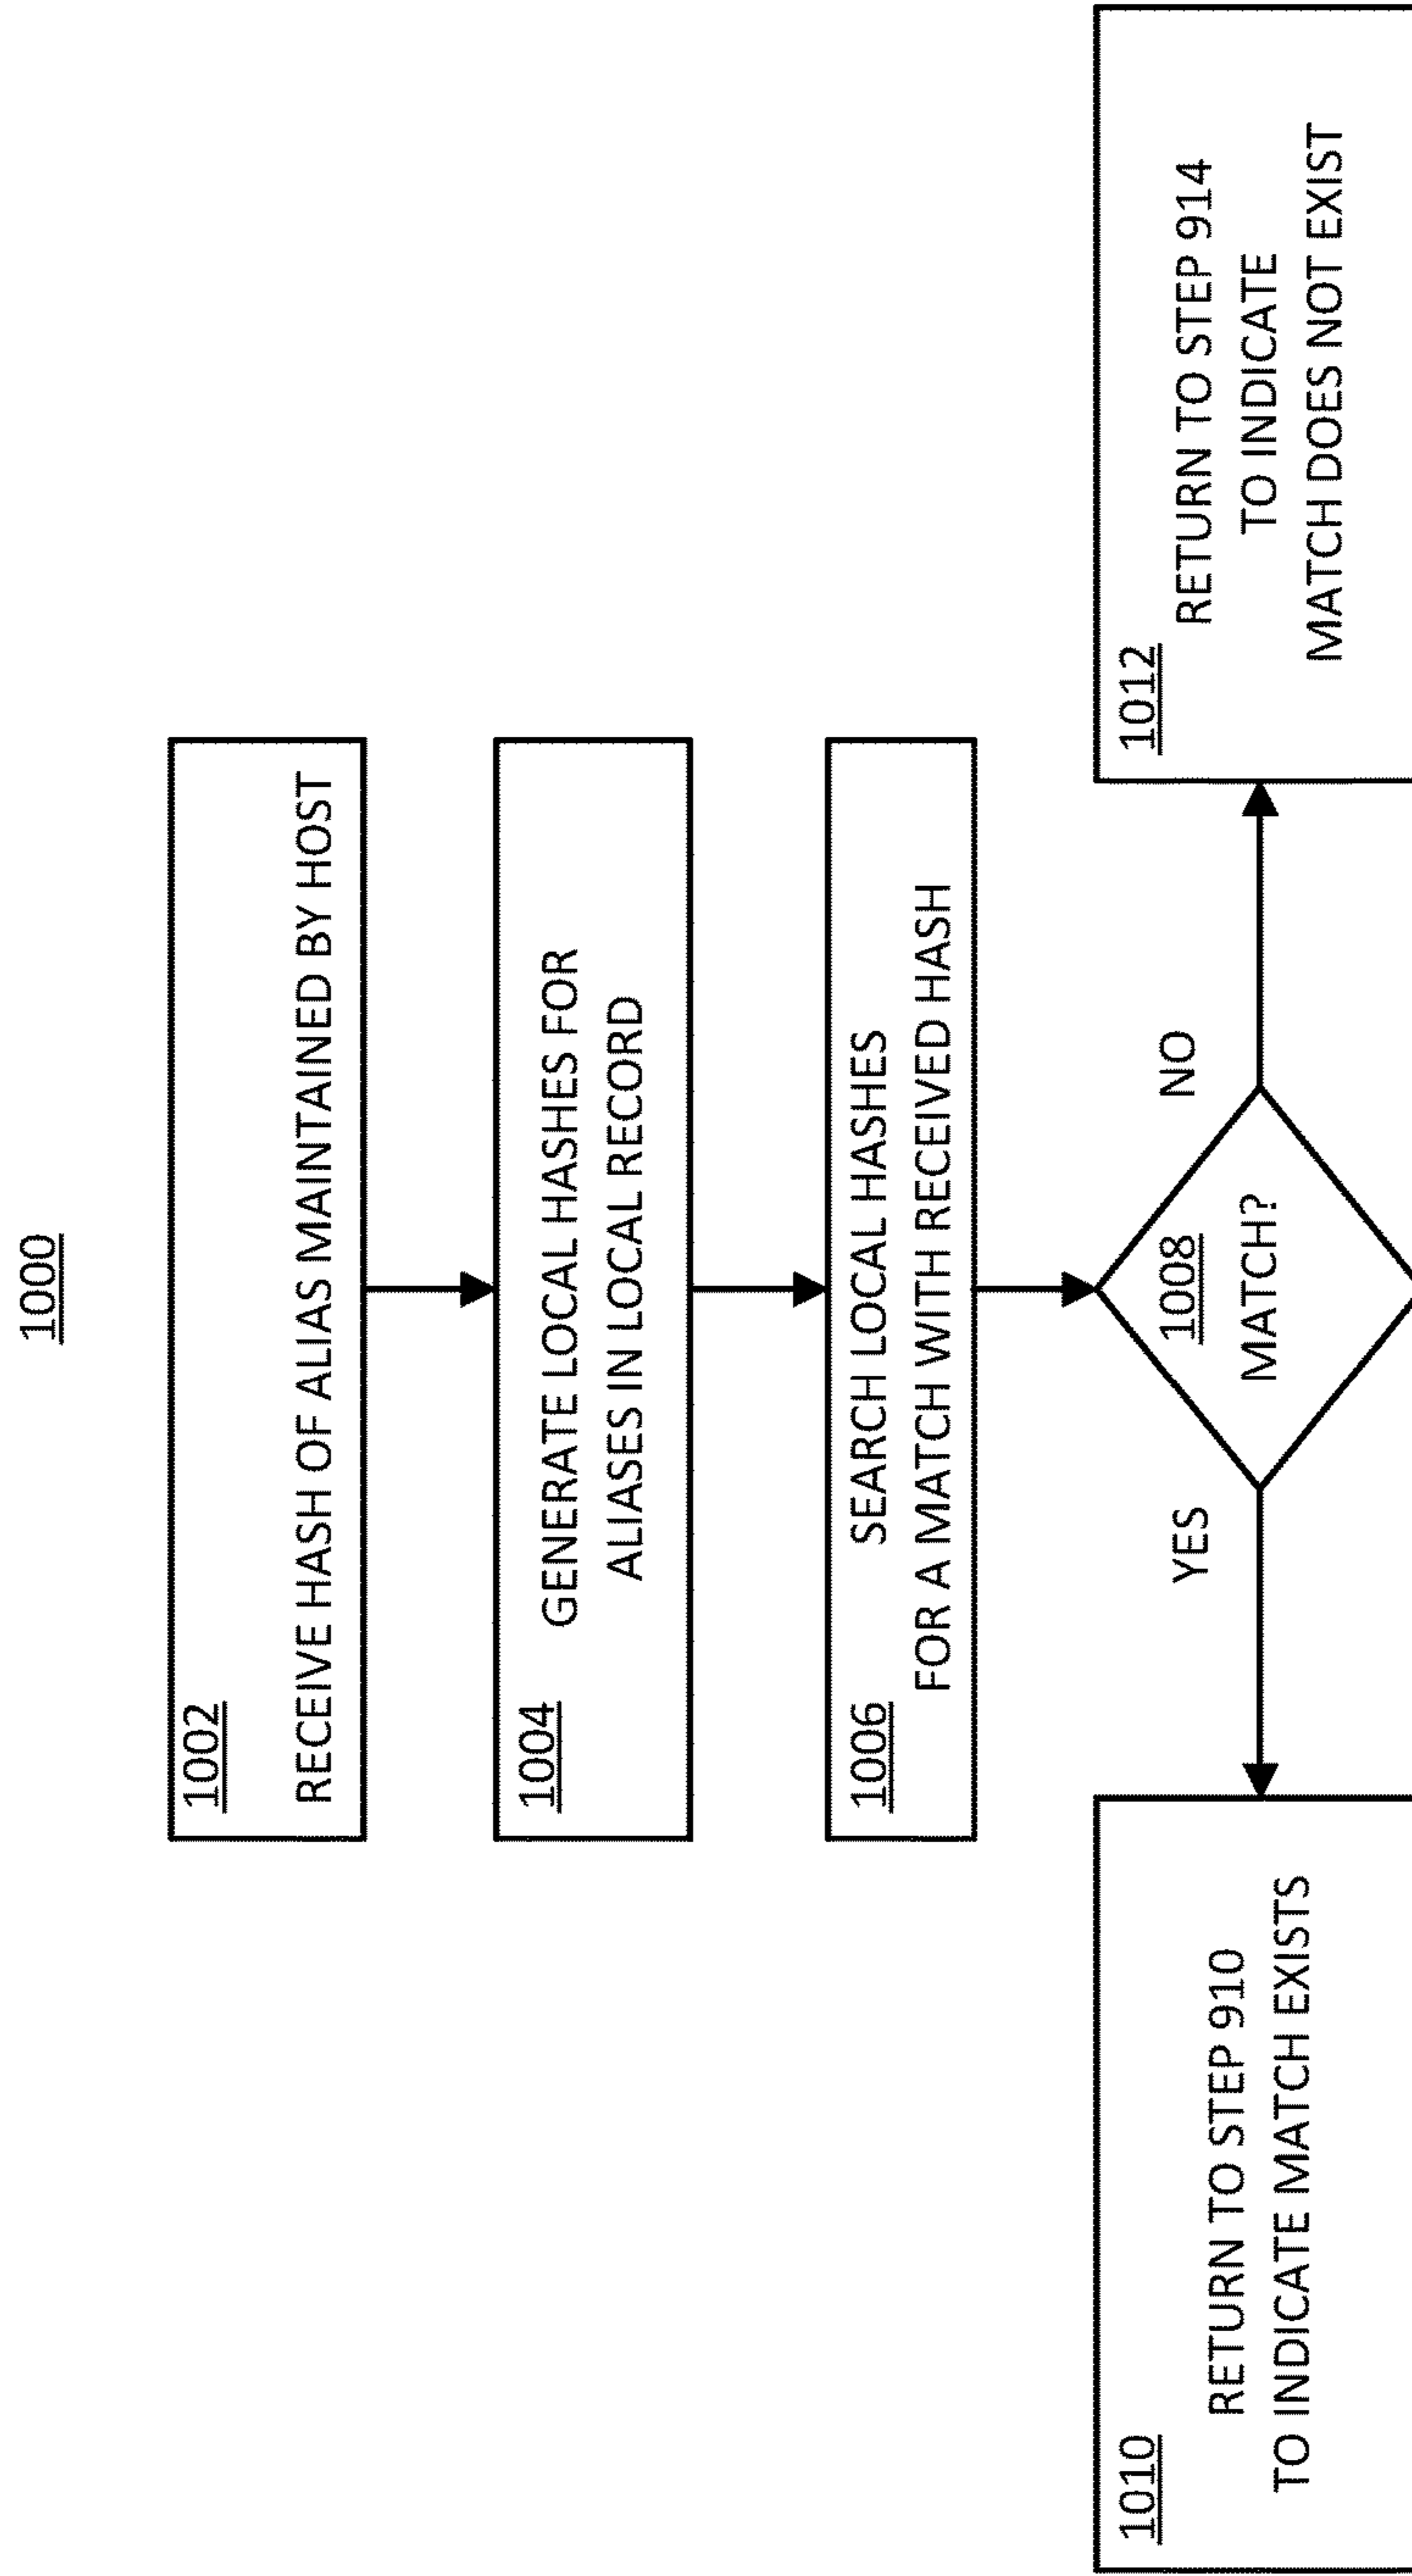 1000
1002
RECEIVE HASH OF ALIAS MAINTAINED BY HOST
1004
GENERATE LOCAL HASHES FOR
ALIASES IN LOCAL RECORD
1006
SEARCH LOCAL HASHES
FOR A MATCH WITH RECEIVED HASH
1008
MATCH?
YES
NO
1010
RETURN TO STEP 910
TO INDICATE MATCH EXISTS
1012
RETURN TO STEP 914
TO INDICATE
MATCH DOES NOT EXIST